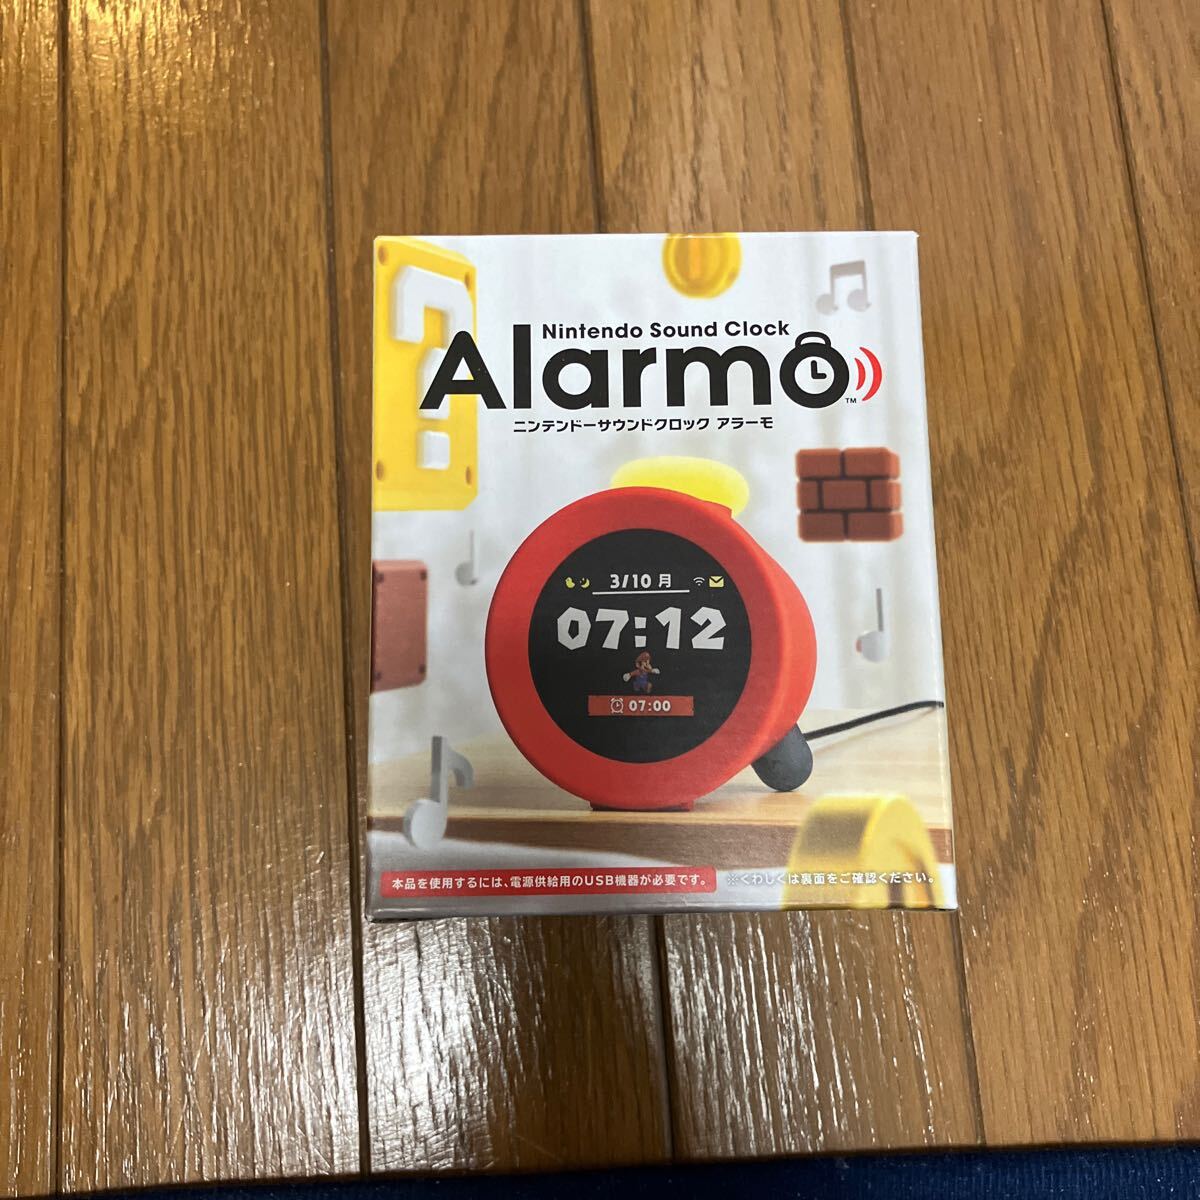 Nintendo Sound Clock
Alarmo
TM
ニンテンドーサウンドクロック アラーモ
3/10 月
07:12
07:00
本品を使用するには、電源供給用のUSB機器が必要です。
※くわしくは裏面をご確認ください。